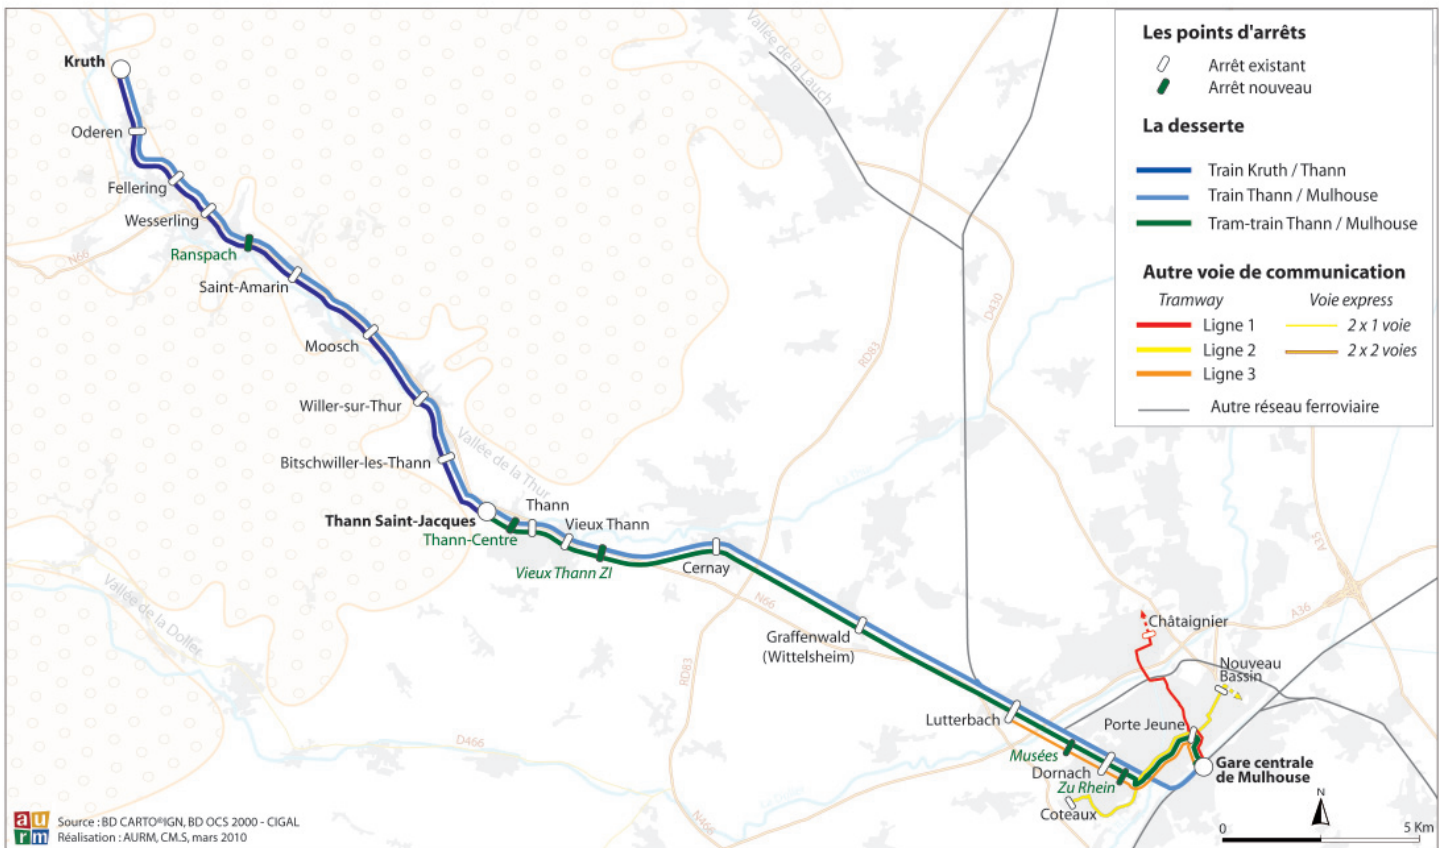 Kruth
Oderen
Fellering
Wesserling
Ranspach
Saint-Amarin
Moosch
Willer-sur-Thur
Bitschwiller-les-Thann
Thann Saint-Jacques
Thann-Centre
Thann
Vieux Thann
Vieux Thann ZI
Cernay
Graffenwald
(Wittelsheim)
Lutterbach
Musées
Dornach
Zu Rhein
Coteaux
Porte Jeune
Châtaignier
Nouveau
Bassin
Gare centrale
de Mulhouse
Vallée de la Lauch
Vallée de la Thur
Vallée de la Doller
N66
N66
RD83
RD83
D430
D466
N466
A35
A36
Les points d'arrêts
Arrêt existant
Arrêt nouveau
La desserte
Train Kruth / Thann
Train Thann / Mulhouse
Tram-train Thann / Mulhouse
Autre voie de communication
Tramway
Voie express
Ligne 1
2 x 1 voie
Ligne 2
2 x 2 voies
Ligne 3
Autre réseau ferroviaire
N
0
5 Km
au
rm
Source : BD CARTO®IGN, BD OCS 2000 - CIGAL
Réalisation : AURM, CM.S, mars 2010